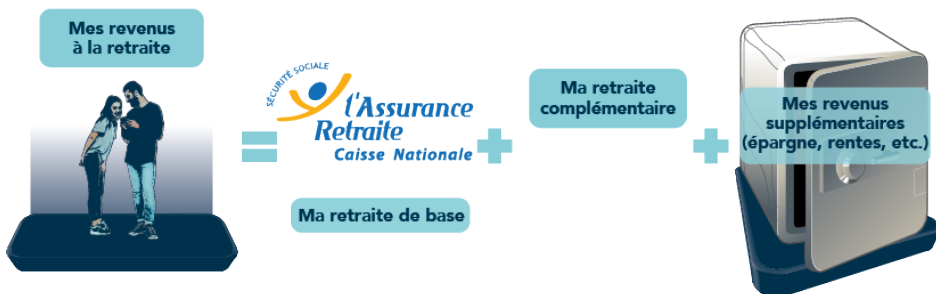 Mes revenus
à la retraite
SÉCURITÉ SOCIALE
l'Assurance
Retraite
Caisse Nationale
Ma retraite de base
Ma retraite
complémentaire
Mes revenus
supplémentaires
(épargne, rentes, etc.)